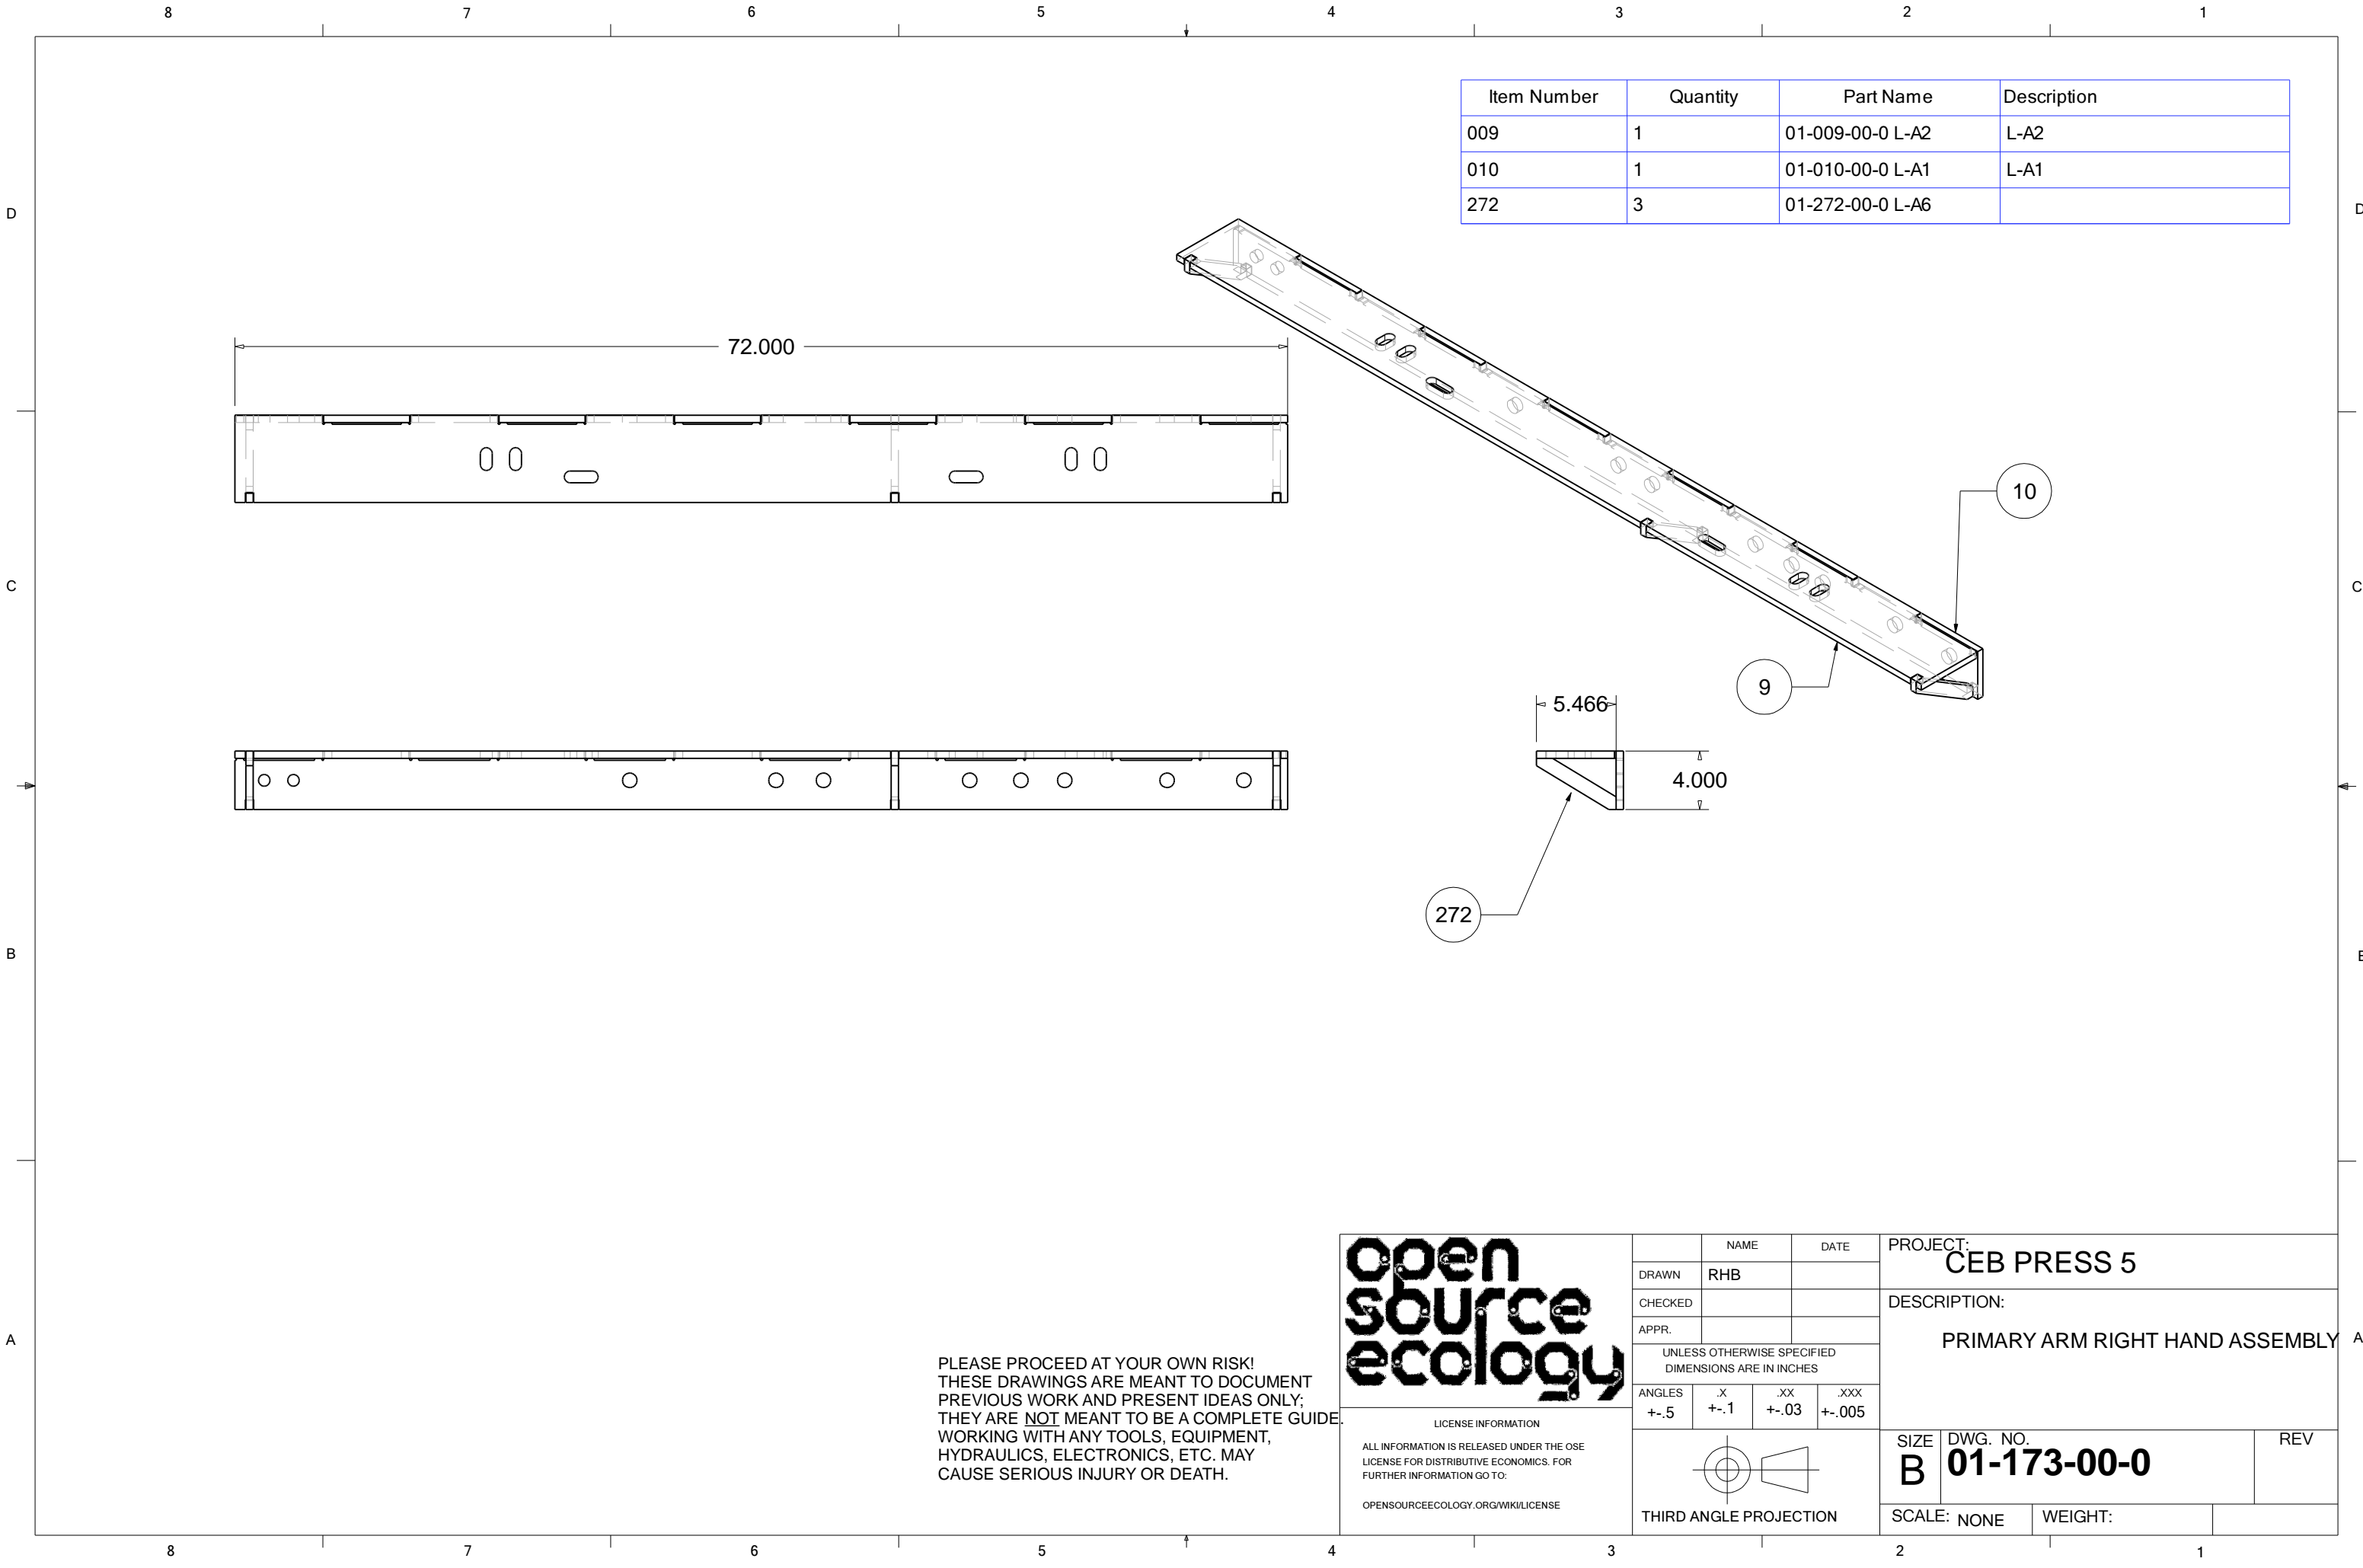 8 7 6 5 4 3 2 1
Item Number Quantity Part Name Description
009 1 01-009-00-0 L-A2 L-A2
010 1 01-010-00-0 L-A1 L-A1
272 3 01-272-00-0 L-A6
D D
72.000
10
C C
9
5.466
4.000
272
B
open
source
ecology
NAME DATE
DRAWN RHB
CHECKED
APPR.
UNLESS OTHERWISE SPECIFIED
DIMENSIONS ARE IN INCHES
ANGLES .X .XX .XXX
+-.5 +-.1 +-.03 +-.005
THIRD ANGLE PROJECTION
PROJECT:
CEB PRESS 5
DESCRIPTION:
PRIMARY ARM RIGHT HAND ASSEMBLY
A A
PLEASE PROCEED AT YOUR OWN RISK!
THESE DRAWINGS ARE MEANT TO DOCUMENT
PREVIOUS WORK AND PRESENT IDEAS ONLY;
THEY ARE NOT MEANT TO BE A COMPLETE GUIDE.
WORKING WITH ANY TOOLS, EQUIPMENT,
HYDRAULICS, ELECTRONICS, ETC. MAY
CAUSE SERIOUS INJURY OR DEATH.
LICENSE INFORMATION
ALL INFORMATION IS RELEASED UNDER THE OSE
LICENSE FOR DISTRIBUTIVE ECONOMICS. FOR
FURTHER INFORMATION GO TO:
OPENSOURCEECOLOGY.ORG/WIKI/LICENSE
SIZE DWG. NO. REV
B 01-173-00-0
SCALE: NONE WEIGHT:
8 7 6 5 4 3 2 1